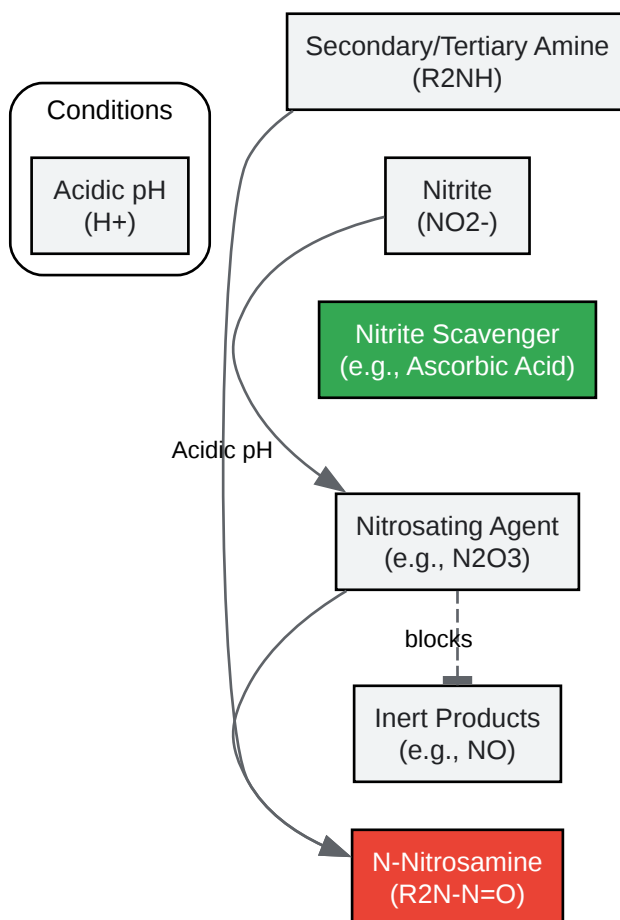 Secondary/Tertiary Amine
(R2NH)
Conditions
Acidic pH
(H+)
Nitrite
(NO2-)
Nitrite Scavenger
(e.g., Ascorbic Acid)
Acidic pH
Nitrosating Agent
(e.g., N2O3)
blocks
Inert Products
(e.g., NO)
N-Nitrosamine
(R2N-N=O)